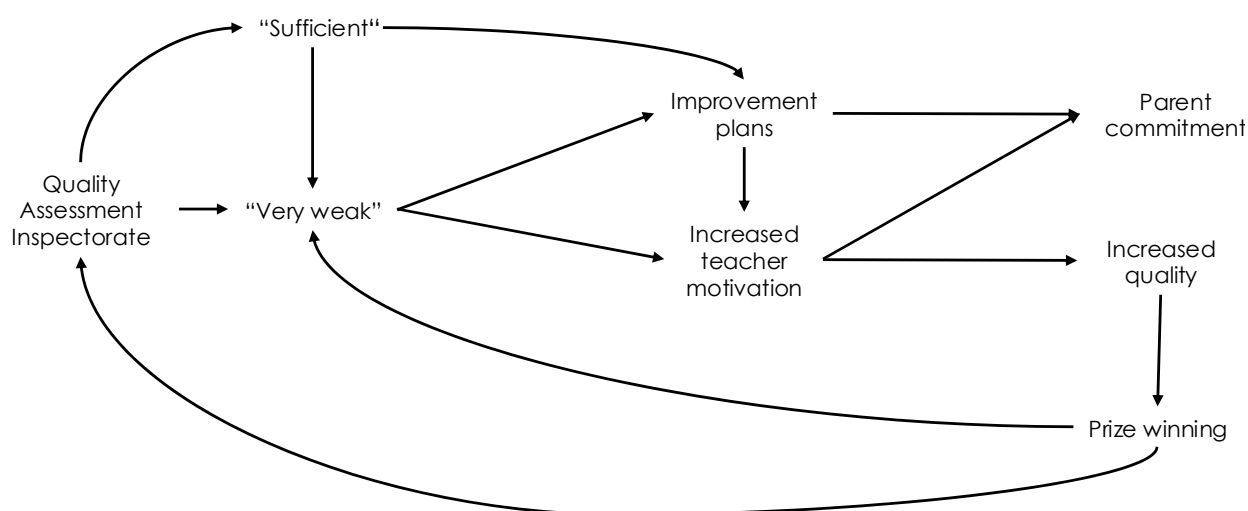 “Sufficient“
Improvement
plans
Parent
commitment
Quality
Assessment
Inspectorate
“Very weak”
Increased
teacher
motivation
Increased
quality
Prize winning